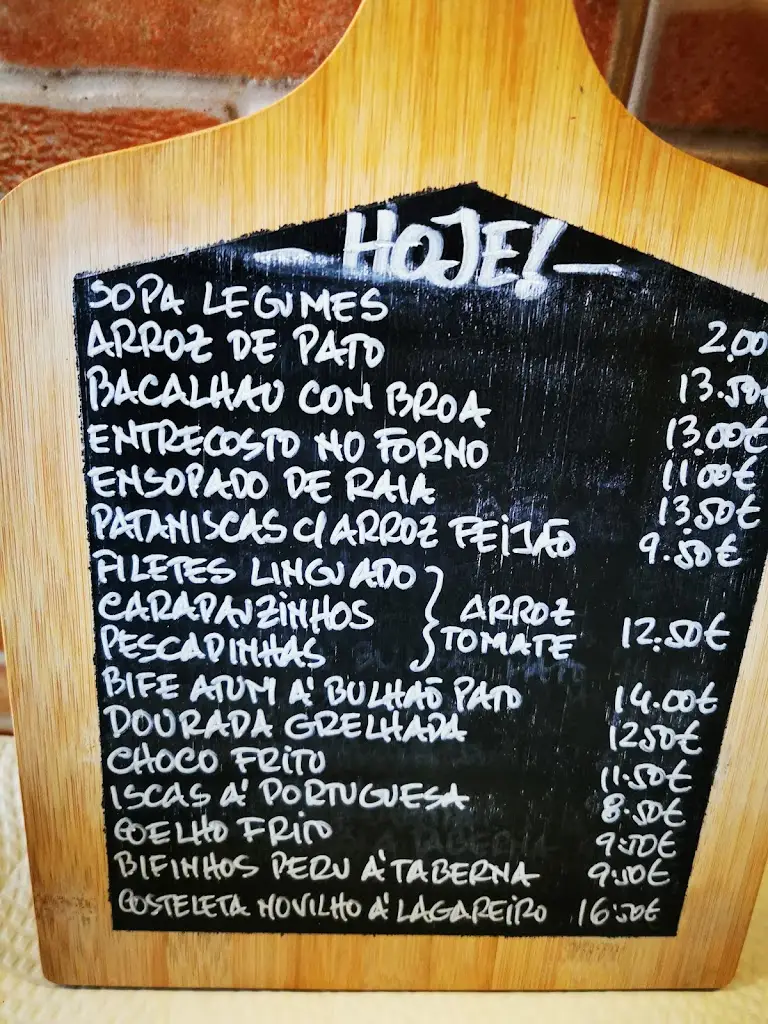 — HOJE! —
SOPA LEGUMES 2.00
ARROZ DE PATO 13.50€
BACALHAU COM BROA 13.00€
ENTRECOSTO NO FORNO 11.00€
ENSOPADO DE RAIA 13.50€
PATANISCAS C/ ARROZ FEIJÃO 9.50€
FILETES LINGUADO
CARAPAUZINHOS } ARROZ
PESCADINHAS TOMATE 12.50€
BIFE ATUM À BULHAÕ PATO 14.00€
DOURADA GRELHADA 1250€
CHOCO FRITO 11.50€
ISCAS À PORTUGUESA 8.50€
COELHO FRITO 9.50€
BIFINHOS PERU À TABERNA 9.50€
COSTELETA NOVILHO À LAGAREIRO 16.50€